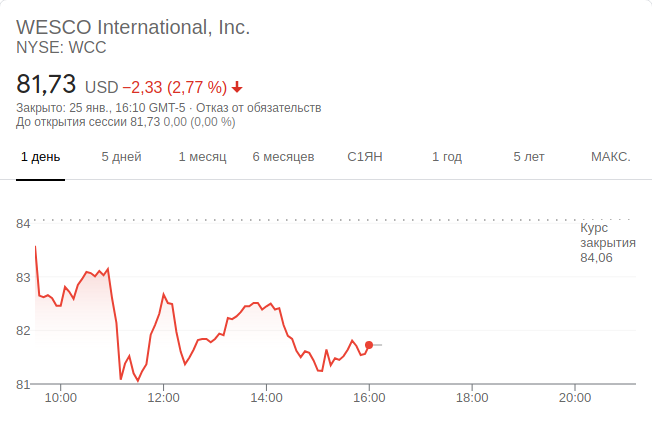 WESCO International, Inc.
NYSE: WCC
81,73 USD −2,33 (2,77 %)
Закрыто: 25 янв., 16:10 GMT-5 · Отказ от обязательств
До открытия сессии 81,73 0,00 (0,00 %)
1 день 5 дней 1 месяц 6 месяцев С1ЯН 1 год 5 лет МАКС.
84
Курс
закрытия
84,06
83
82
81
10:00 12:00 14:00 16:00 18:00 20:00